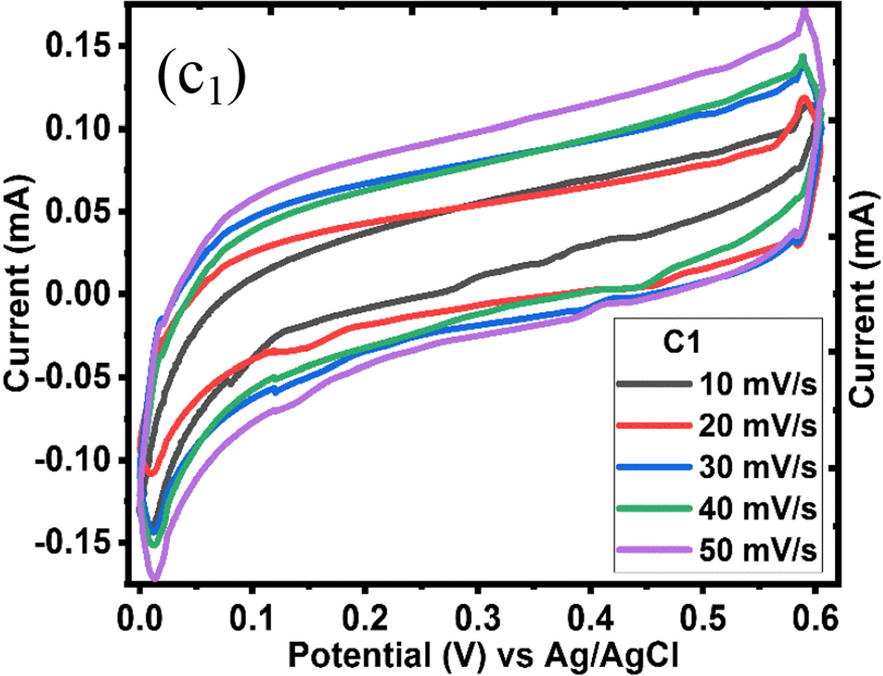 (c1)
0.15
0.10
0.05
0.00
-0.05
-0.10
-0.15
Current (mA)
Current (mA)
C1
10 mV/s
20 mV/s
30 mV/s
40 mV/s
50 mV/s
0.0 0.1 0.2 0.3 0.4 0.5 0.6
Potential (V) vs Ag/AgCl